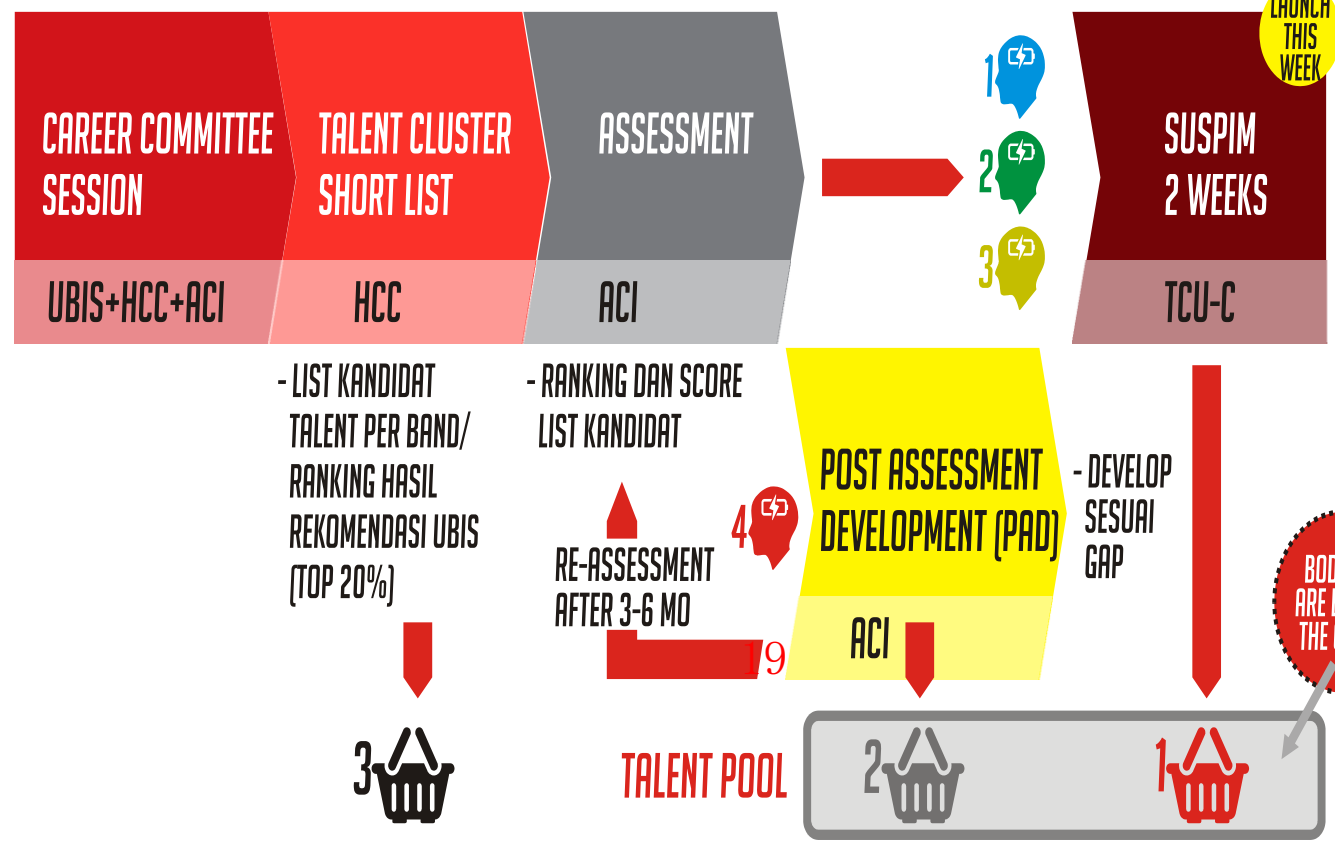 LAUNCH
THIS
WEEK
CAREER COMMITTEE
SESSION
UBIS+HCC+ACI
TALENT CLUSTER
SHORT LIST
HCC
ASSESSMENT
ACI
1
2
3
SUSPIM
2 WEEKS
TCU-C
- LIST KANDIDAT
TALENT PER BAND/
RANKING HASIL
REKOMENDASI UBIS
(TOP 20%)
- RANKING DAN SCORE
LIST KANDIDAT
RE-ASSESSMENT
AFTER 3-6 MO
4
POST ASSESSMENT
DEVELOPMENT (PAD)
ACI
19
- DEVELOP
SESUAI
GAP
ARE
THE
3
TALENT POOL
2
1